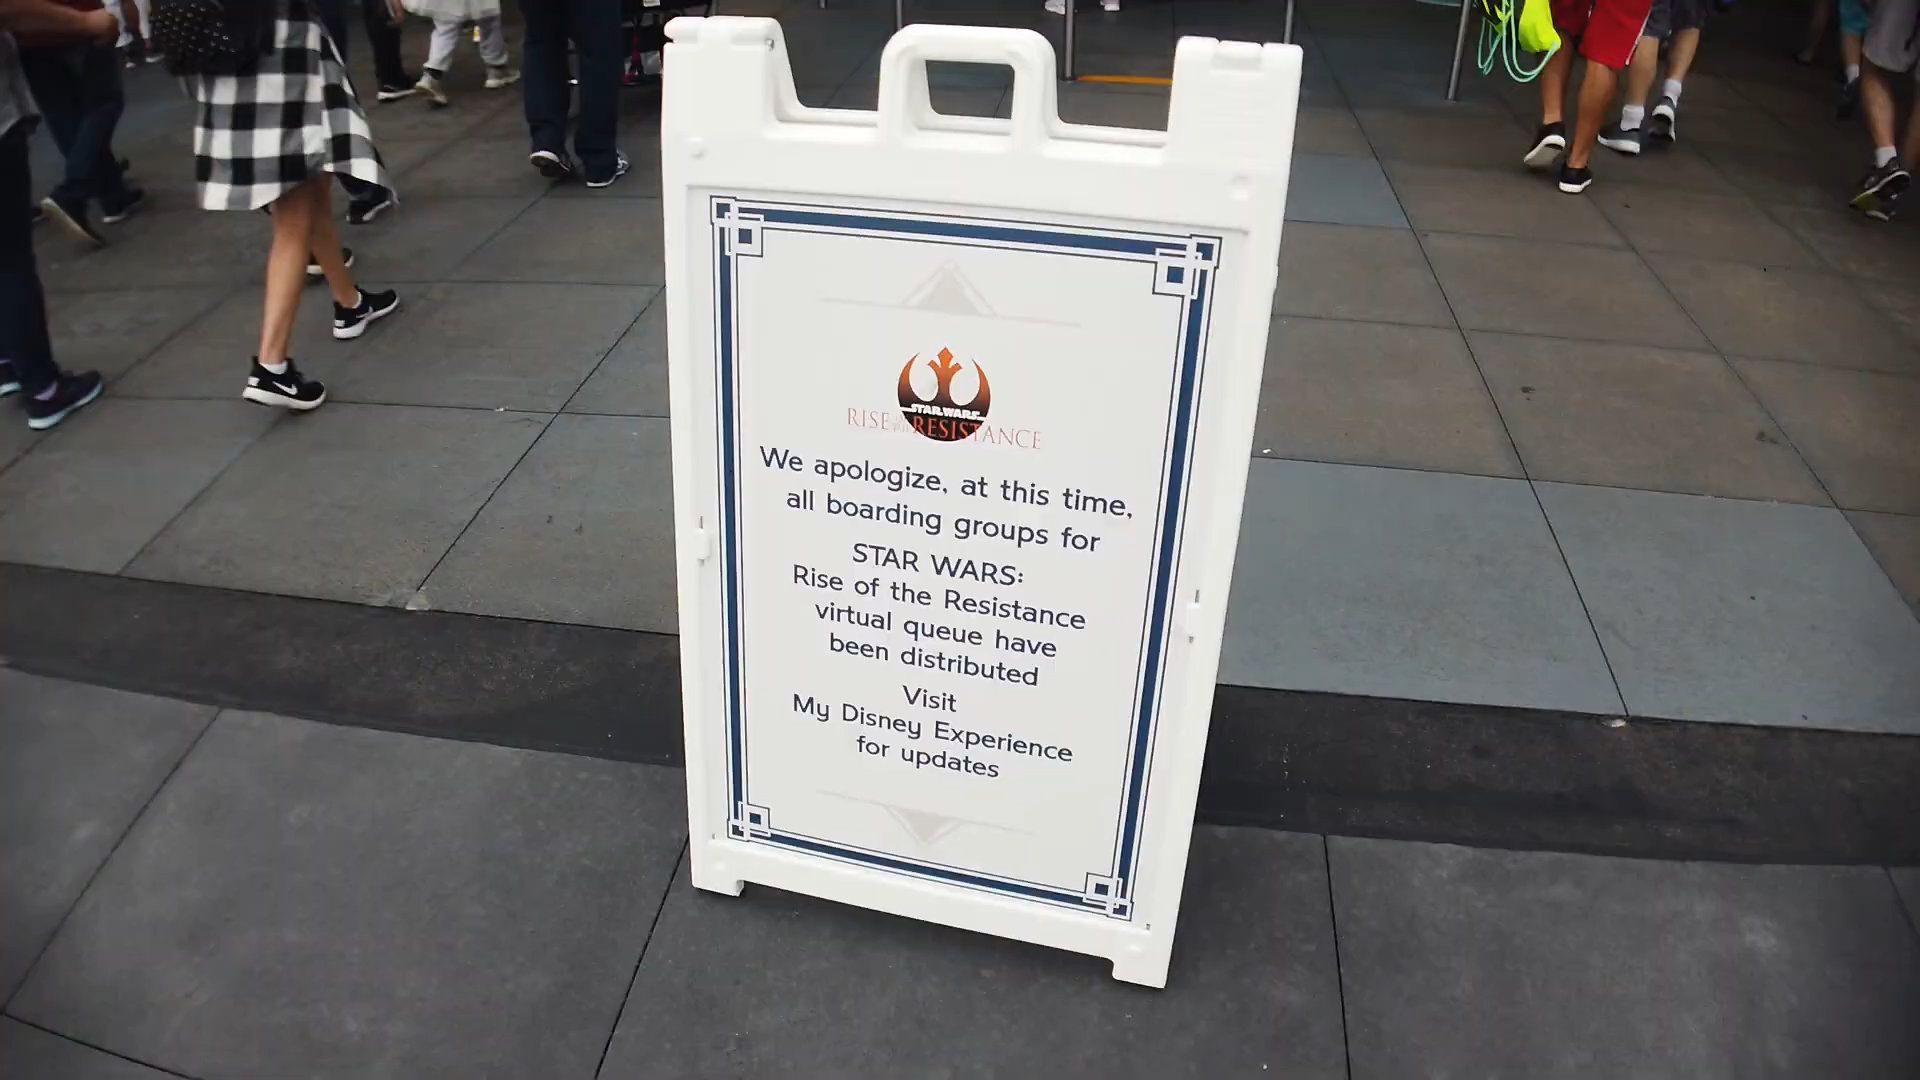 STAR WARS
RISE OF THE RESISTANCE
We apologize, at this time,
all boarding groups for
STAR WARS:
Rise of the Resistance
virtual queue have
been distributed
Visit
My Disney Experience
for updates